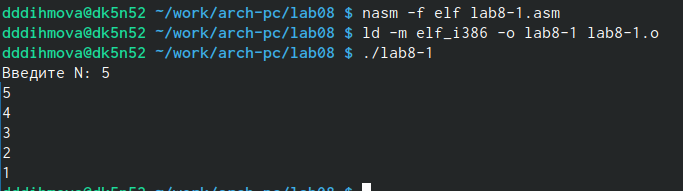 dddihmova@dk5n52 ~/work/arch-pc/lab08 $ nasm -f elf lab8-1.asm
dddihmova@dk5n52 ~/work/arch-pc/lab08 $ ld -m elf_i386 -o lab8-1 lab8-1.o
dddihmova@dk5n52 ~/work/arch-pc/lab08 $ ./lab8-1
Введите N: 5
5
4
3
2
1
dddihmova@dk5n52 ~/work/arch-pc/lab08 $